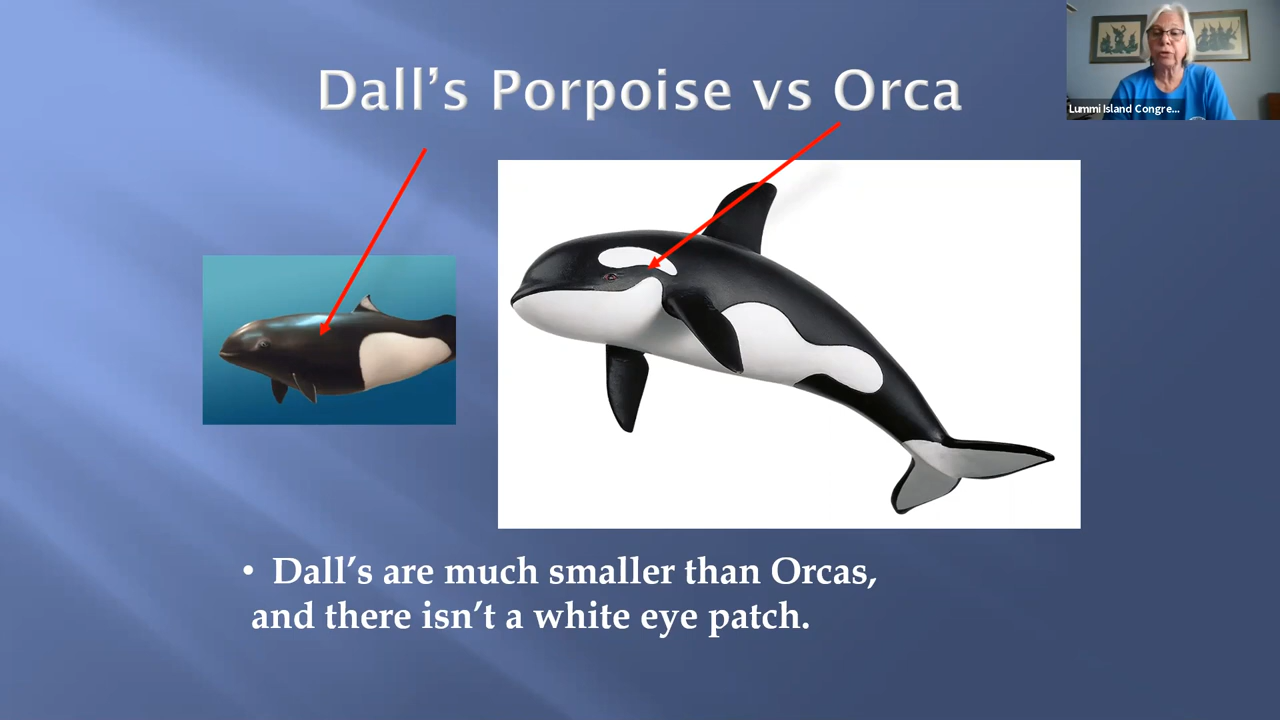 Dall’s Porpoise vs Orca
Lummi Island Congre...
• Dall’s are much smaller than Orcas,
and there isn’t a white eye patch.